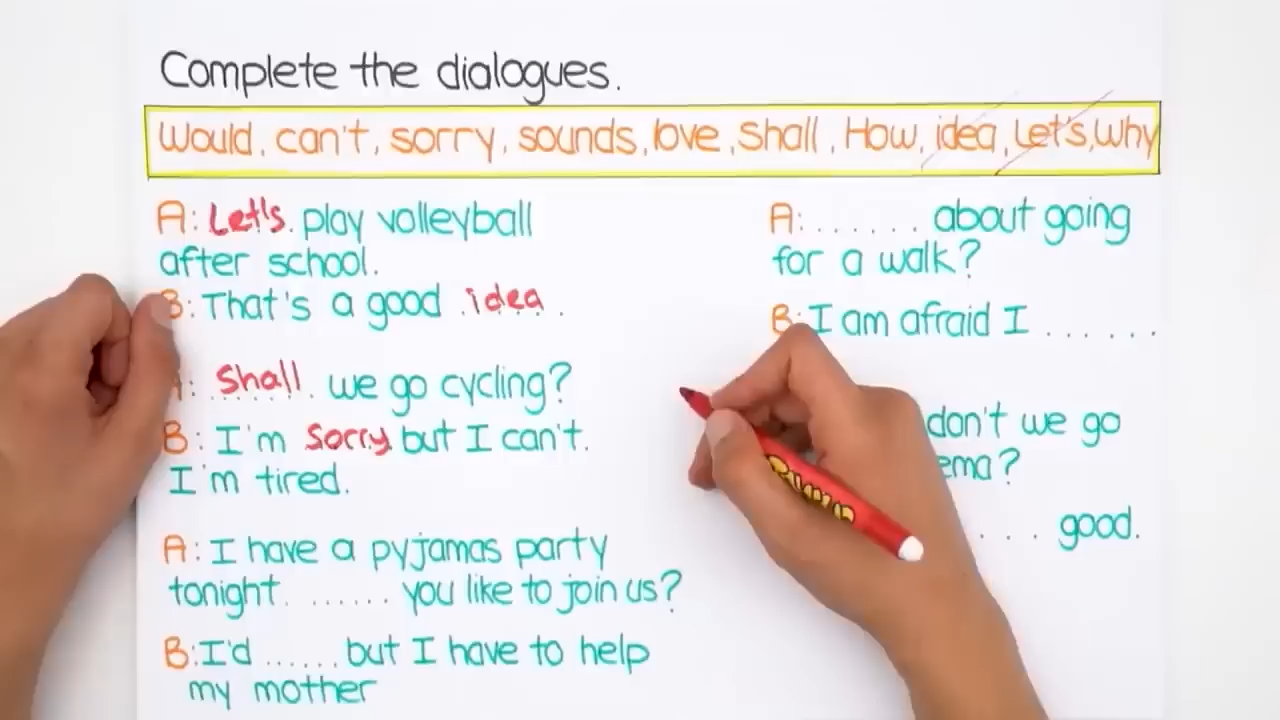 Complete the dialogues.
Would, can't, sorry, sounds, love, shall, How, idea, Let's, Why
A: Let's. play volleyball
after school.
B: That's a good .idea. .
A: Shall. we go cycling?
B: I'm Sorry but I can't.
I'm tired.
A: I have a pyjamas party
tonight. ...... you like to join us?
B: I'd ...... but I have to help
my mother
A: ....... about going
for a walk?
B: I am afraid I ......
don't we go
ema?
... good.